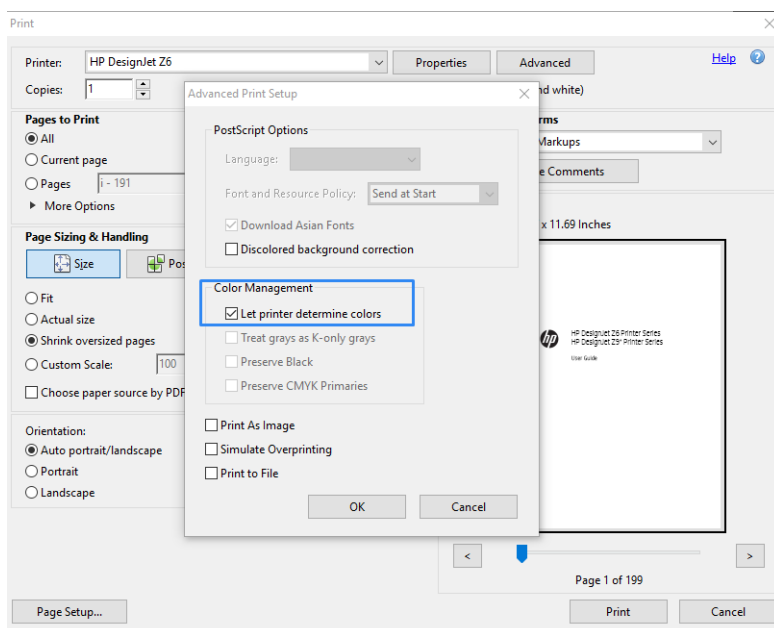 Print
Printer: HP DesignJet Z6 Properties Advanced Help ?
Copies: 1 nd white)
Advanced Print Setup
Pages to Print
All
Current page
Pages i - 191
More Options
Page Sizing & Handling
Size Pos
Fit
Actual size
Shrink oversized pages
Custom Scale: 100
Choose paper source by PDF
Orientation:
Auto portrait/landscape
Portrait
Landscape
Page Setup...
PostScript Options
Language:
Font and Resource Policy: Send at Start
Download Asian Fonts
Discolored background correction
Color Management
Let printer determine colors
Treat grays as K-only grays
Preserve Black
Preserve CMYK Primaries
Print As Image
Simulate Overprinting
Print to File
OK Cancel
rms
Markups
e Comments
x 11.69 Inches
hp
HP DesignJet Z6 Printer Series
HP DesignJet Z9⁺ Printer Series
User Guide
< >
Page 1 of 199
Print Cancel